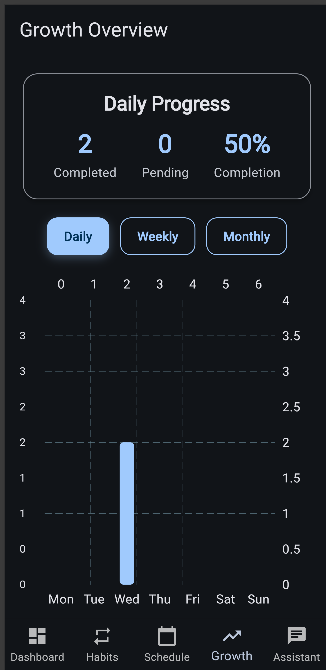 Growth Overview
Daily Progress
2 0 50%
Completed Pending Completion
Daily Weekly Monthly
0 1 2 3 4 5 6
4 4
3 3.5
3 3
2 2.5
2 2
1 1.5
1 1
0 0.5
0 0
Mon Tue Wed Thu Fri Sat Sun
Dashboard Habits Schedule Growth Assistant